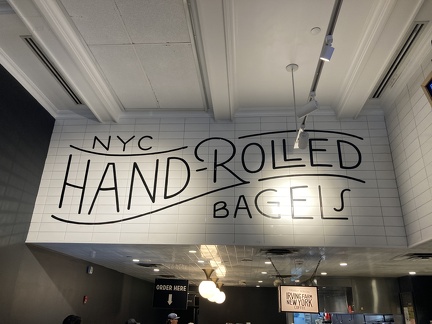 NYC
HAND-ROLLED
BAGELS
ORDER HERE
IRVING FARM
NEW YORK